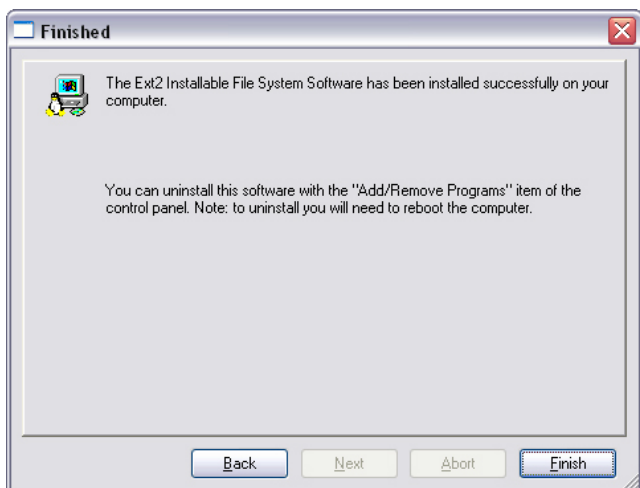 Finished
The Ext2 Installable File System Software has been installed successfully on your
computer.
You can uninstall this software with the "Add/Remove Programs" item of the
control panel. Note: to uninstall you will need to reboot the computer.
Back Next Abort Finish